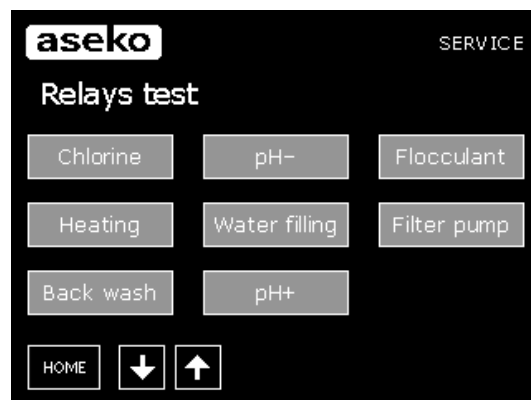 aseko SERVICE
Relays test
Chlorine pH- Flocculant
Heating Water filling Filter pump
Back wash pH+
HOME